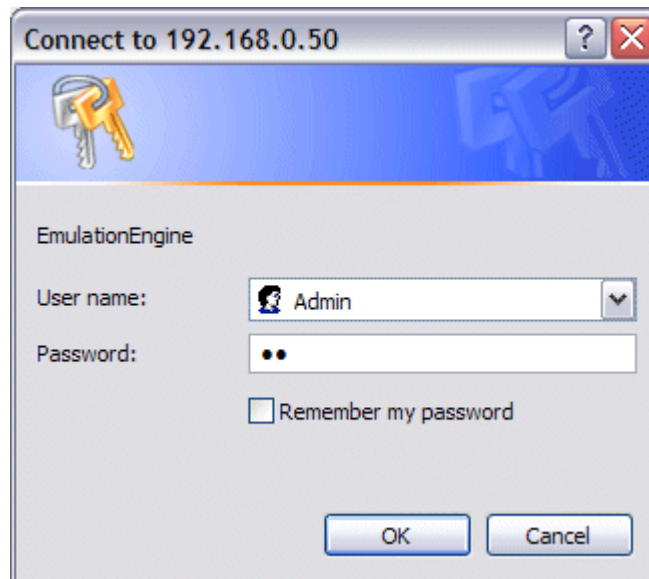 Connect to 192.168.0.50
EmulationEngine
User name: Admin
Password: ••
Remember my password
OK Cancel